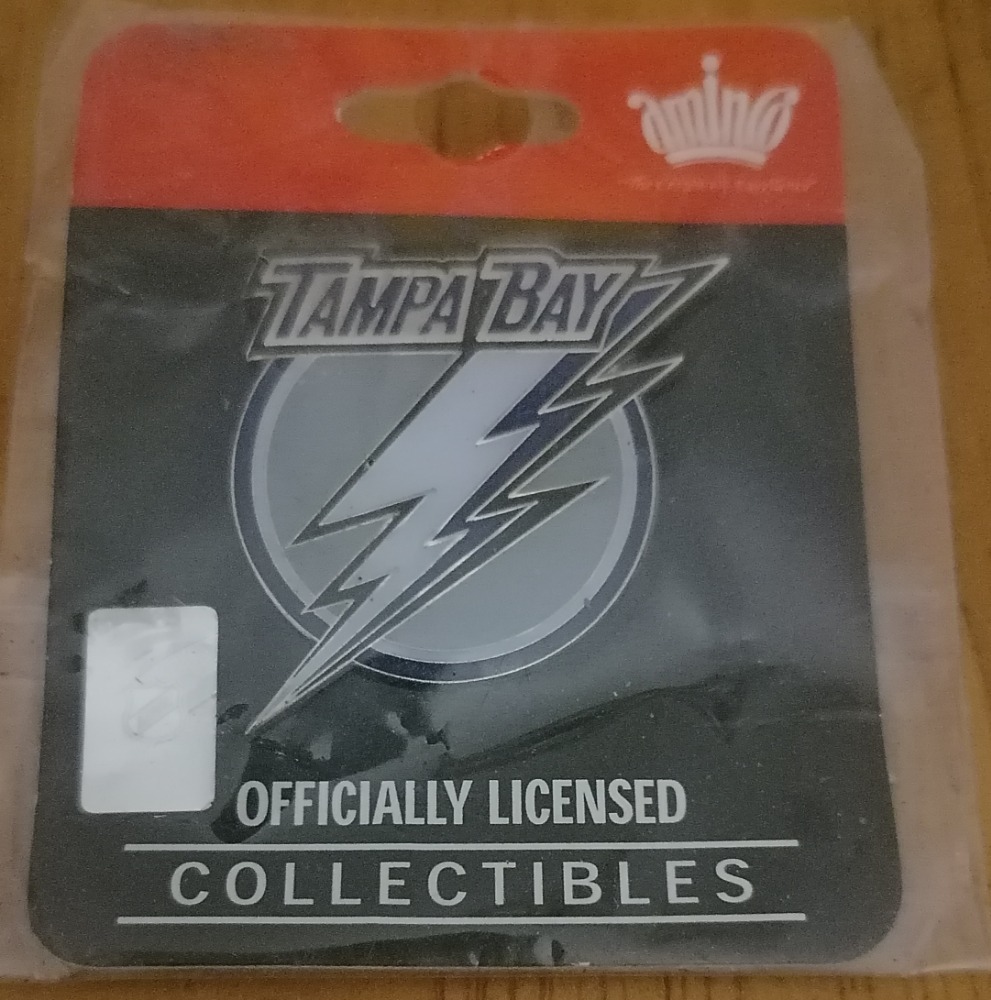 aminco
TAMPA BAY
OFFICIALLY LICENSED
COLLECTIBLES